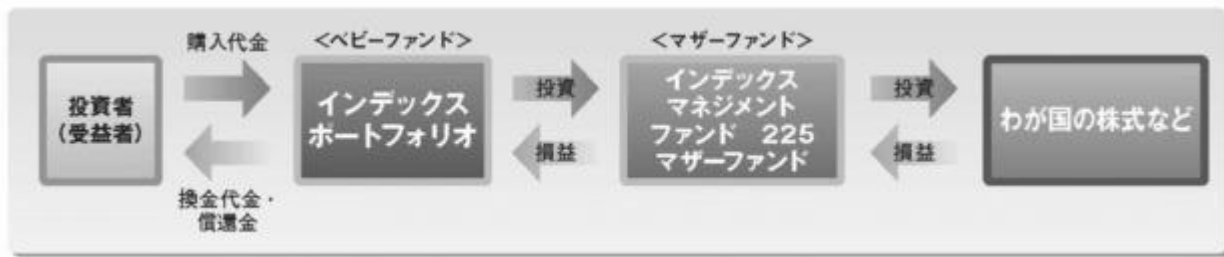 購入代金
<ベビーファンド>
<マザーファンド>
投資者
(受益者)
インデックス
ポートフォリオ
投資
損益
インデックス
マネジメント
ファンド 225
マザーファンド
投資
損益
わが国の株式など
換金代金・
償還金